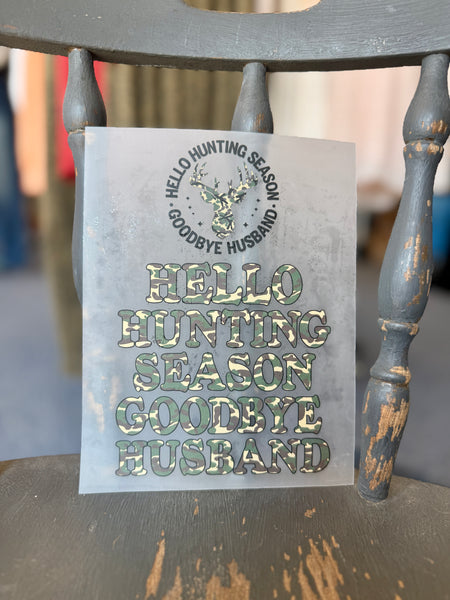 · HELLO HUNTING SEASON ·
GOODBYE HUSBAND
HELLO
HUNTING
SEASON
GOODBYE
HUSBAND